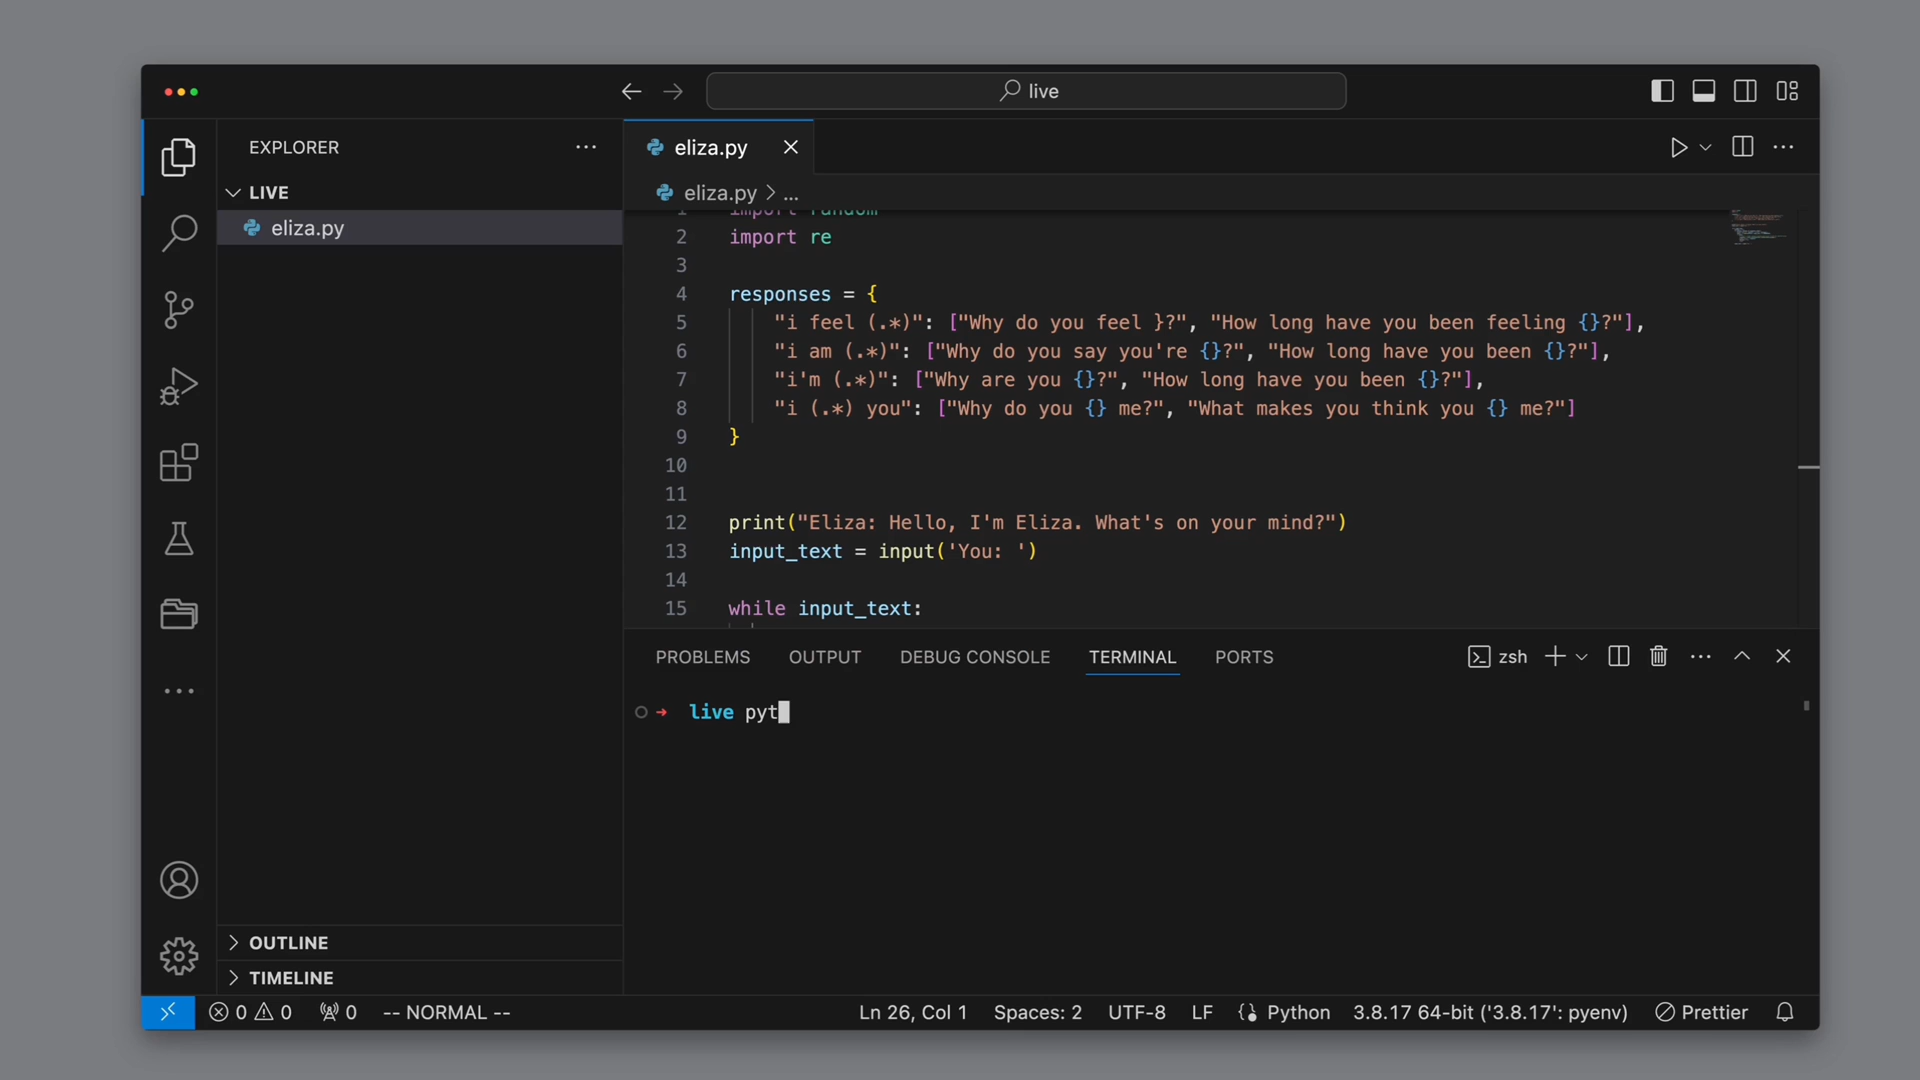 live
EXPLORER
LIVE
eliza.py
OUTLINE
TIMELINE
eliza.py
eliza.py > ...
1 import random
2 import re
3
4 responses = {
5 "i feel (.*)": ["Why do you feel }?", "How long have you been feeling {}?"],
6 "i am (.*)": ["Why do you say you're {}?", "How long have you been {}?"],
7 "i'm (.*)": ["Why are you {}?", "How long have you been {}?"],
8 "i (.*) you": ["Why do you {} me?", "What makes you think you {} me?"]
9 }
10
11
12 print("Eliza: Hello, I'm Eliza. What's on your mind?")
13 input_text = input('You: ')
14
15 while input_text:
PROBLEMS OUTPUT DEBUG CONSOLE TERMINAL PORTS zsh
live pyt
0 0 0 -- NORMAL -- Ln 26, Col 1 Spaces: 2 UTF-8 LF Python 3.8.17 64-bit ('3.8.17': pyenv) Prettier